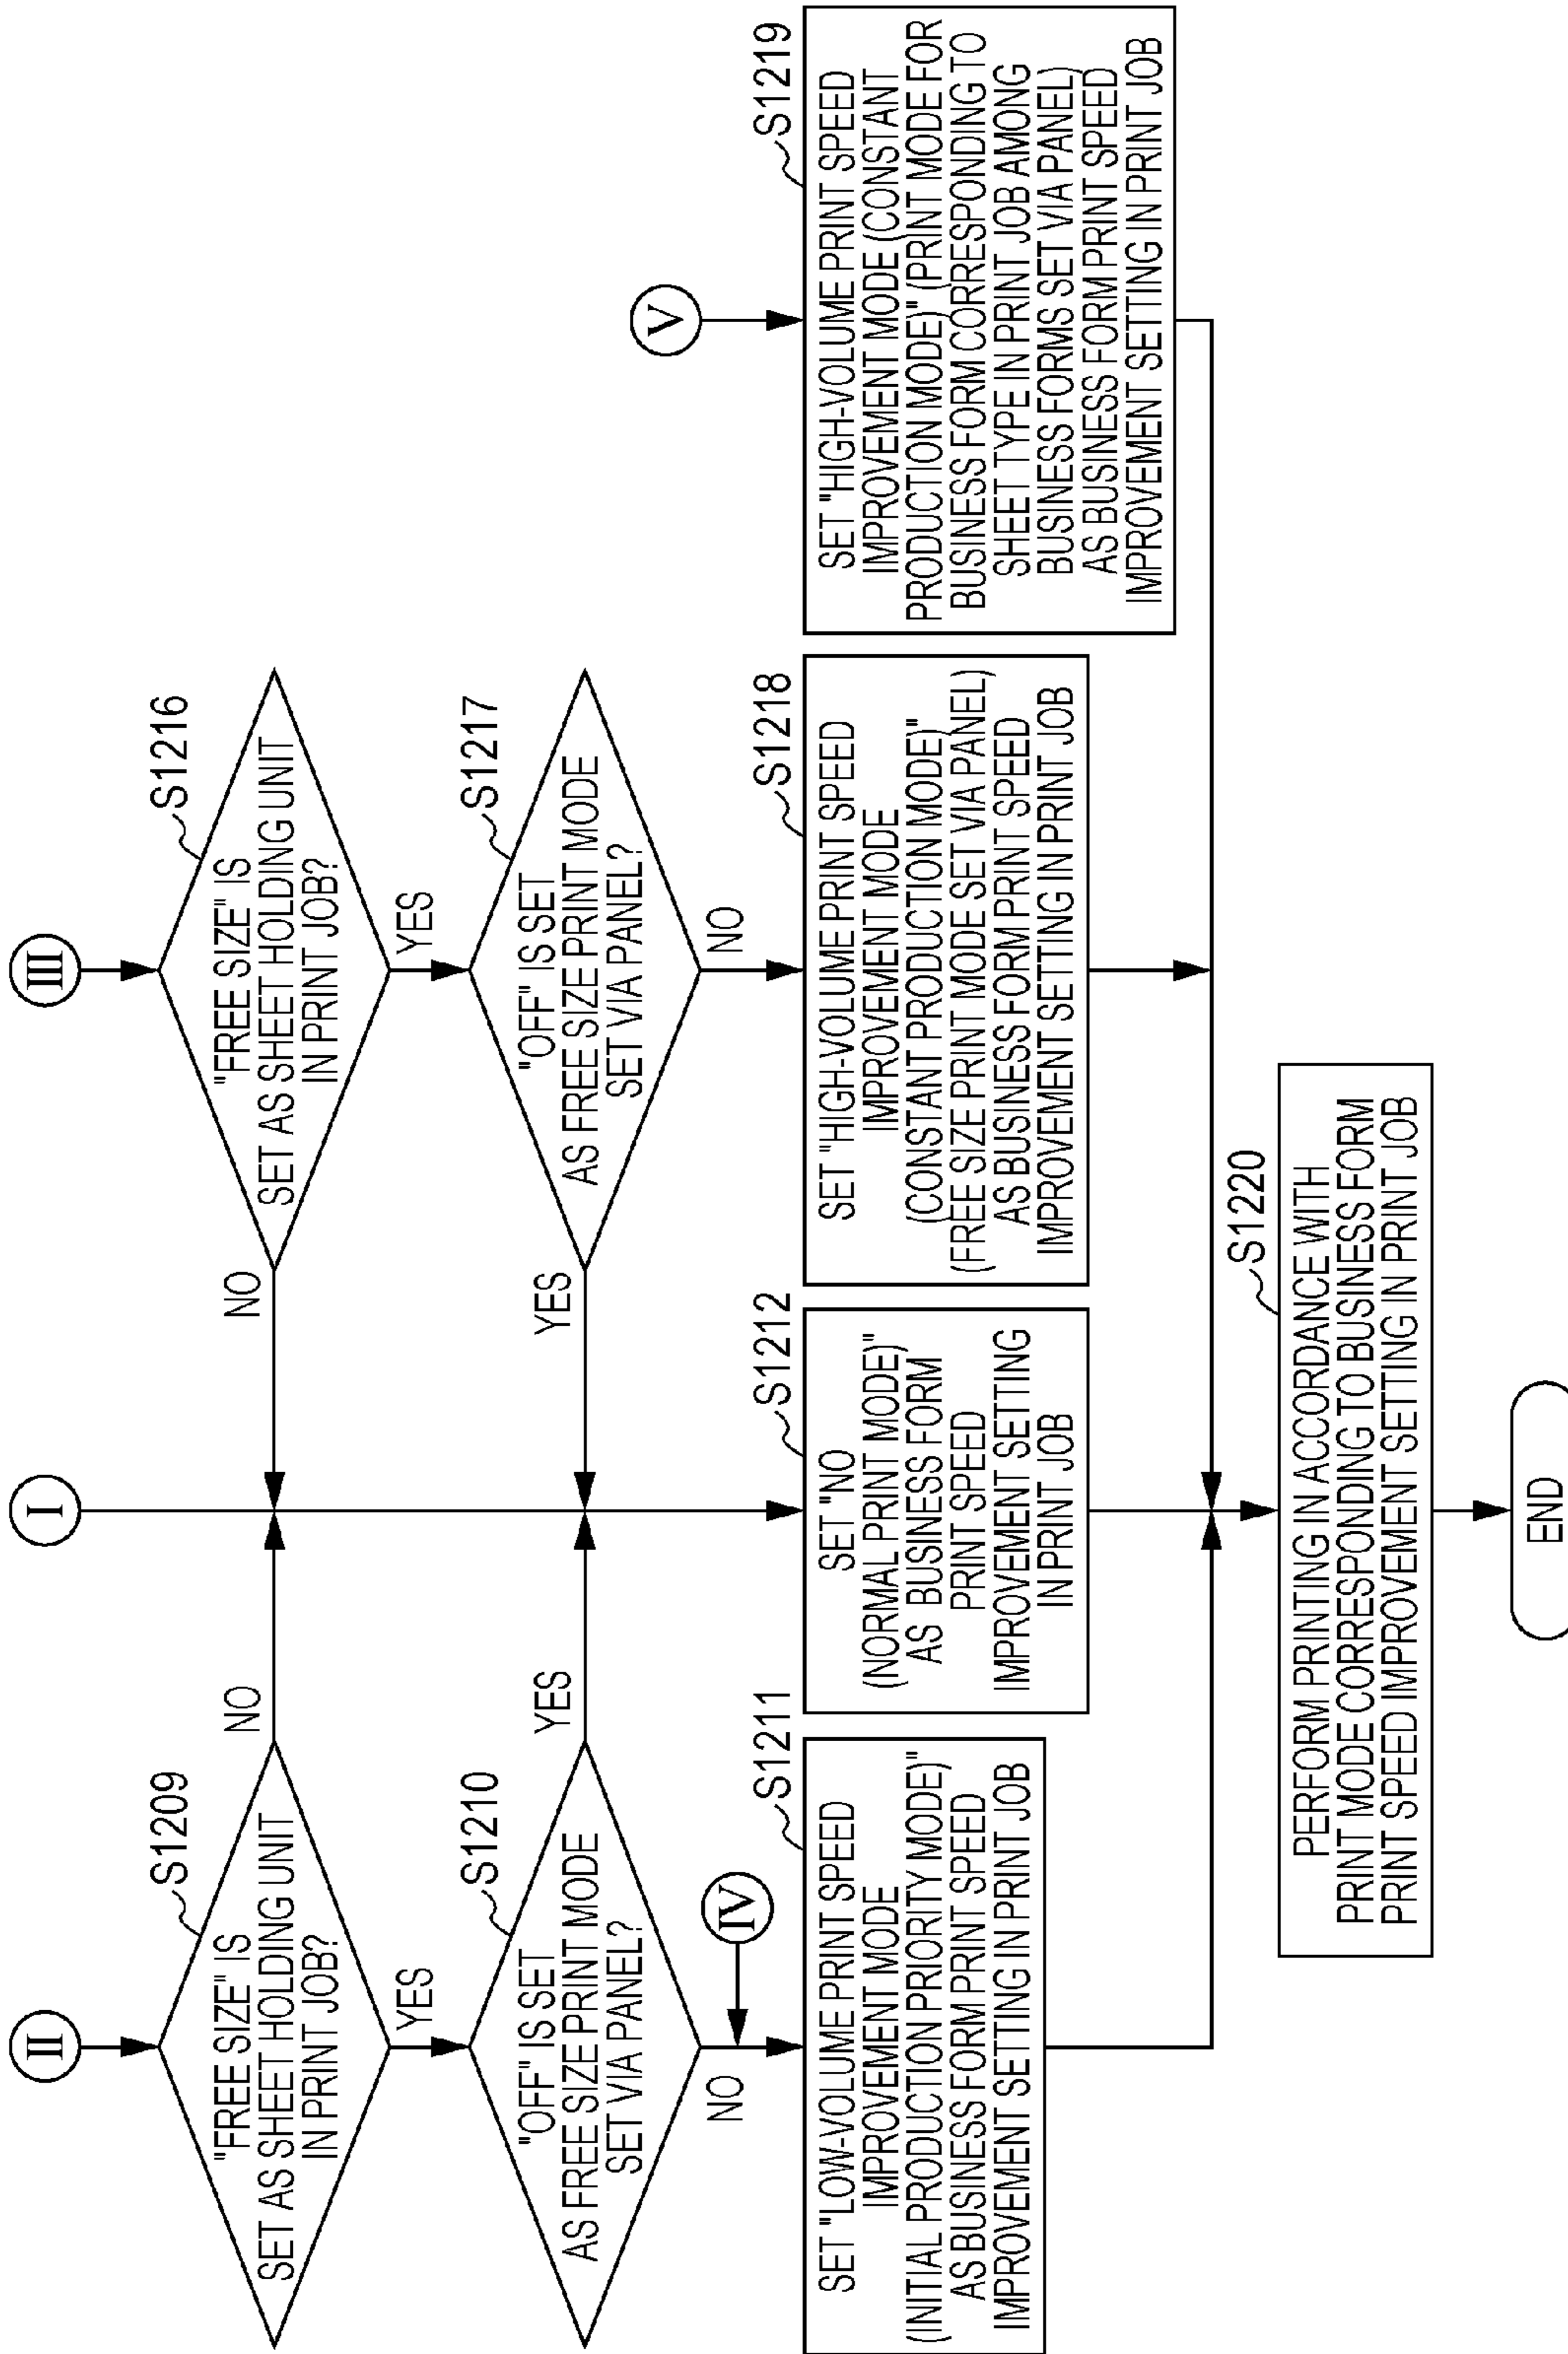 II
"FREE SIZE" IS
SET AS SHEET HOLDING UNIT
IN PRINT JOB?
S1209
NO
YES
"OFF" IS SET
AS FREE SIZE PRINT MODE
SET VIA PANEL?
S1210
YES
NO
IV
SET "LOW-VOLUME PRINT SPEED
IMPROVEMENT MODE
(INITIAL PRODUCTION PRIORITY MODE)"
AS BUSINESS FORM PRINT SPEED
IMPROVEMENT SETTING IN PRINT JOB
S1211
I
SET "NO
(NORMAL PRINT MODE)"
AS BUSINESS FORM
PRINT SPEED
IMPROVEMENT SETTING
IN PRINT JOB
S1212
III
"FREE SIZE" IS
SET AS SHEET HOLDING UNIT
IN PRINT JOB?
S1216
NO
YES
"OFF" IS SET
AS FREE SIZE PRINT MODE
SET VIA PANEL?
S1217
YES
NO
SET "HIGH-VOLUME PRINT SPEED
IMPROVEMENT MODE
(CONSTANT PRODUCTION MODE)"
(FREE SIZE PRINT MODE SET VIA PANEL)
AS BUSINESS FORM PRINT SPEED
IMPROVEMENT SETTING IN PRINT JOB
S1218
V
SET "HIGH-VOLUME PRINT SPEED
IMPROVEMENT MODE (CONSTANT
PRODUCTION MODE)" (PRINT MODE FOR
BUSINESS FORM CORRESPONDING TO
SHEET TYPE IN PRINT JOB AMONG
BUSINESS FORMS SET VIA PANEL)
AS BUSINESS FORM PRINT SPEED
IMPROVEMENT SETTING IN PRINT JOB
S1219
PERFORM PRINTING IN ACCORDANCE WITH
PRINT MODE CORRESPONDING TO BUSINESS FORM
PRINT SPEED IMPROVEMENT SETTING IN PRINT JOB
S1220
END